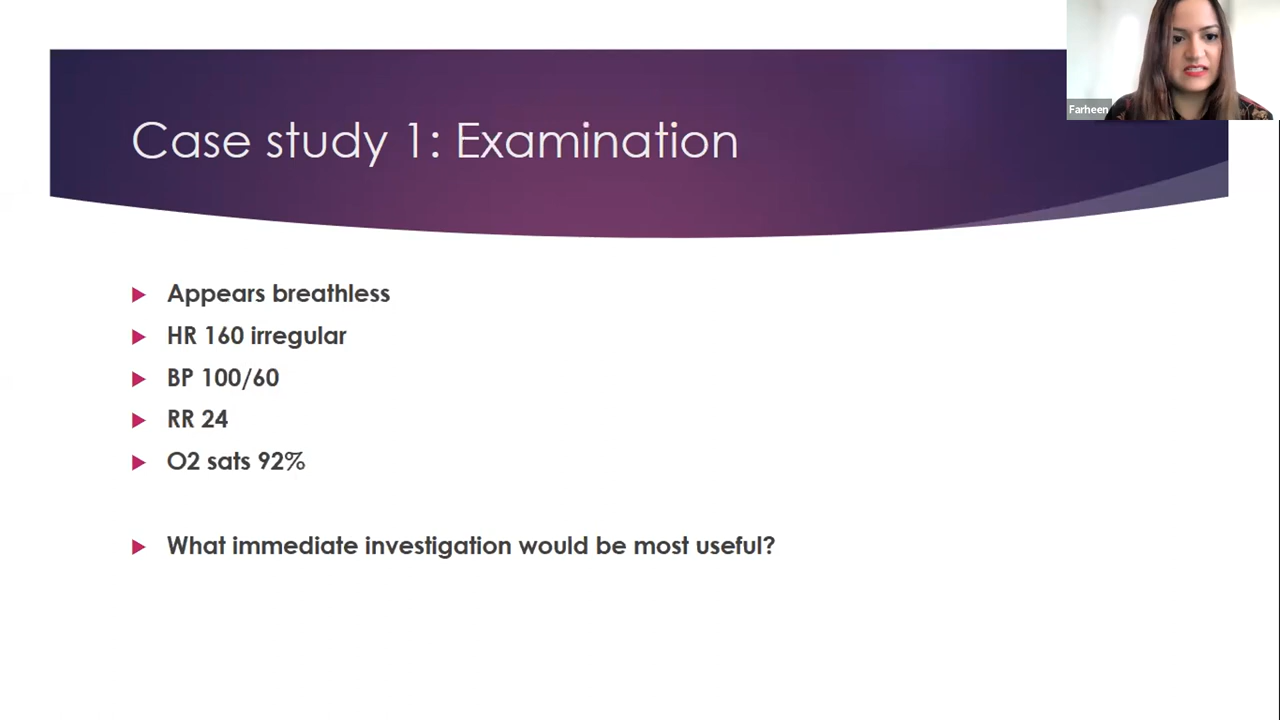 Farheen
Case study 1: Examination
Appears breathless
HR 160 irregular
BP 100/60
RR 24
O2 sats 92%
What immediate investigation would be most useful?